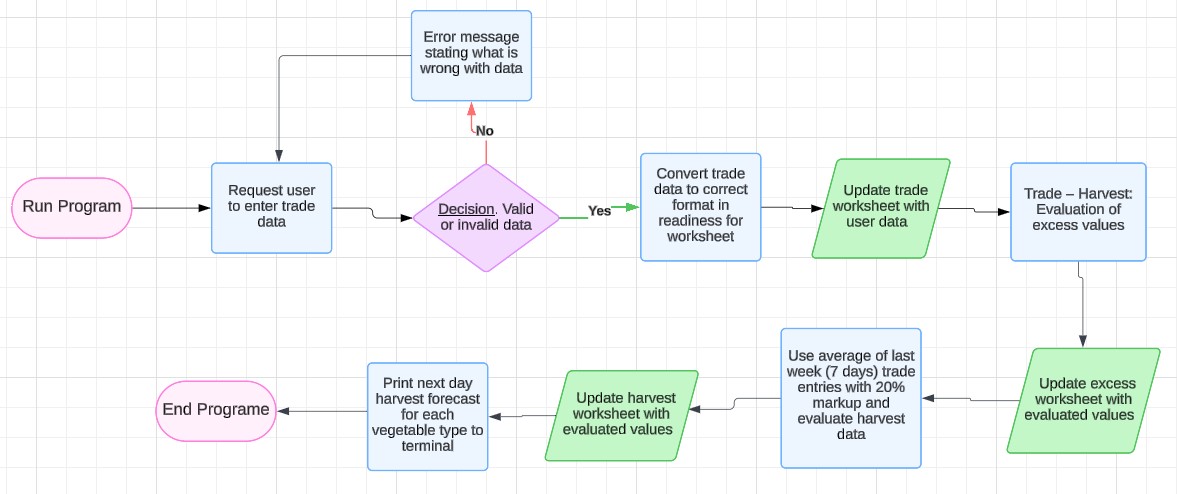 Error message
stating what is
wrong with data
No
Run Program
Request user
to enter trade
data
Decision. Valid
or invalid data
Yes
Convert trade
data to correct
format in
readiness for
worksheet
Update trade
worksheet with
user data
Trade – Harvest:
Evaluation of
excess values
Update excess
worksheet with
evaluated values
Use average of last
week (7 days) trade
entries with 20%
markup and
evaluate harvest
data
Update harvest
worksheet with
evaluated values
Print next day
harvest forecast
for each
vegetable type to
terminal
End Programe